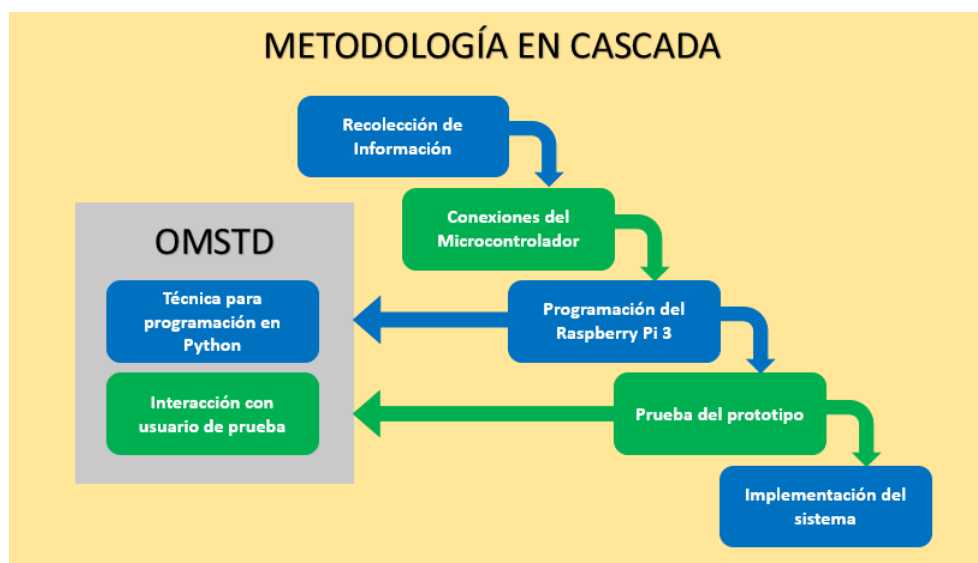 METODOLOGÍA EN CASCADA
Recolección de
Información
Conexiones del
Microcontrolador
OMSTD
Técnica para
programación en
Python
Programación del
Raspberry Pi 3
Interacción con
usuario de prueba
Prueba del prototipo
Implementación del
sistema